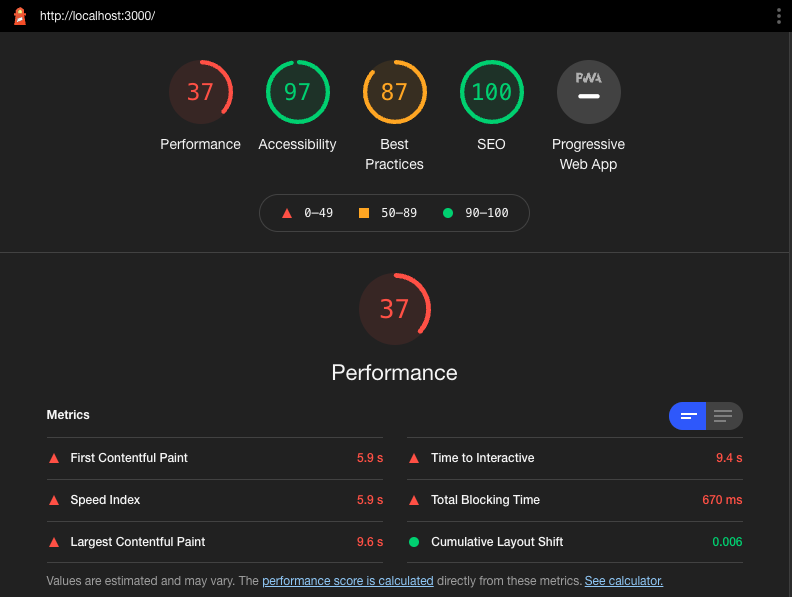 http://localhost:3000/
37
97
87
100
PWA
Performance
Accessibility
Best
Practices
SEO
Progressive
Web App
0–49
50–89
90–100
37
Performance
Metrics
First Contentful Paint 5.9 s
Time to Interactive 9.4 s
Speed Index 5.9 s
Total Blocking Time 670 ms
Largest Contentful Paint 9.6 s
Cumulative Layout Shift 0.006
Values are estimated and may vary. The performance score is calculated directly from these metrics. See calculator.